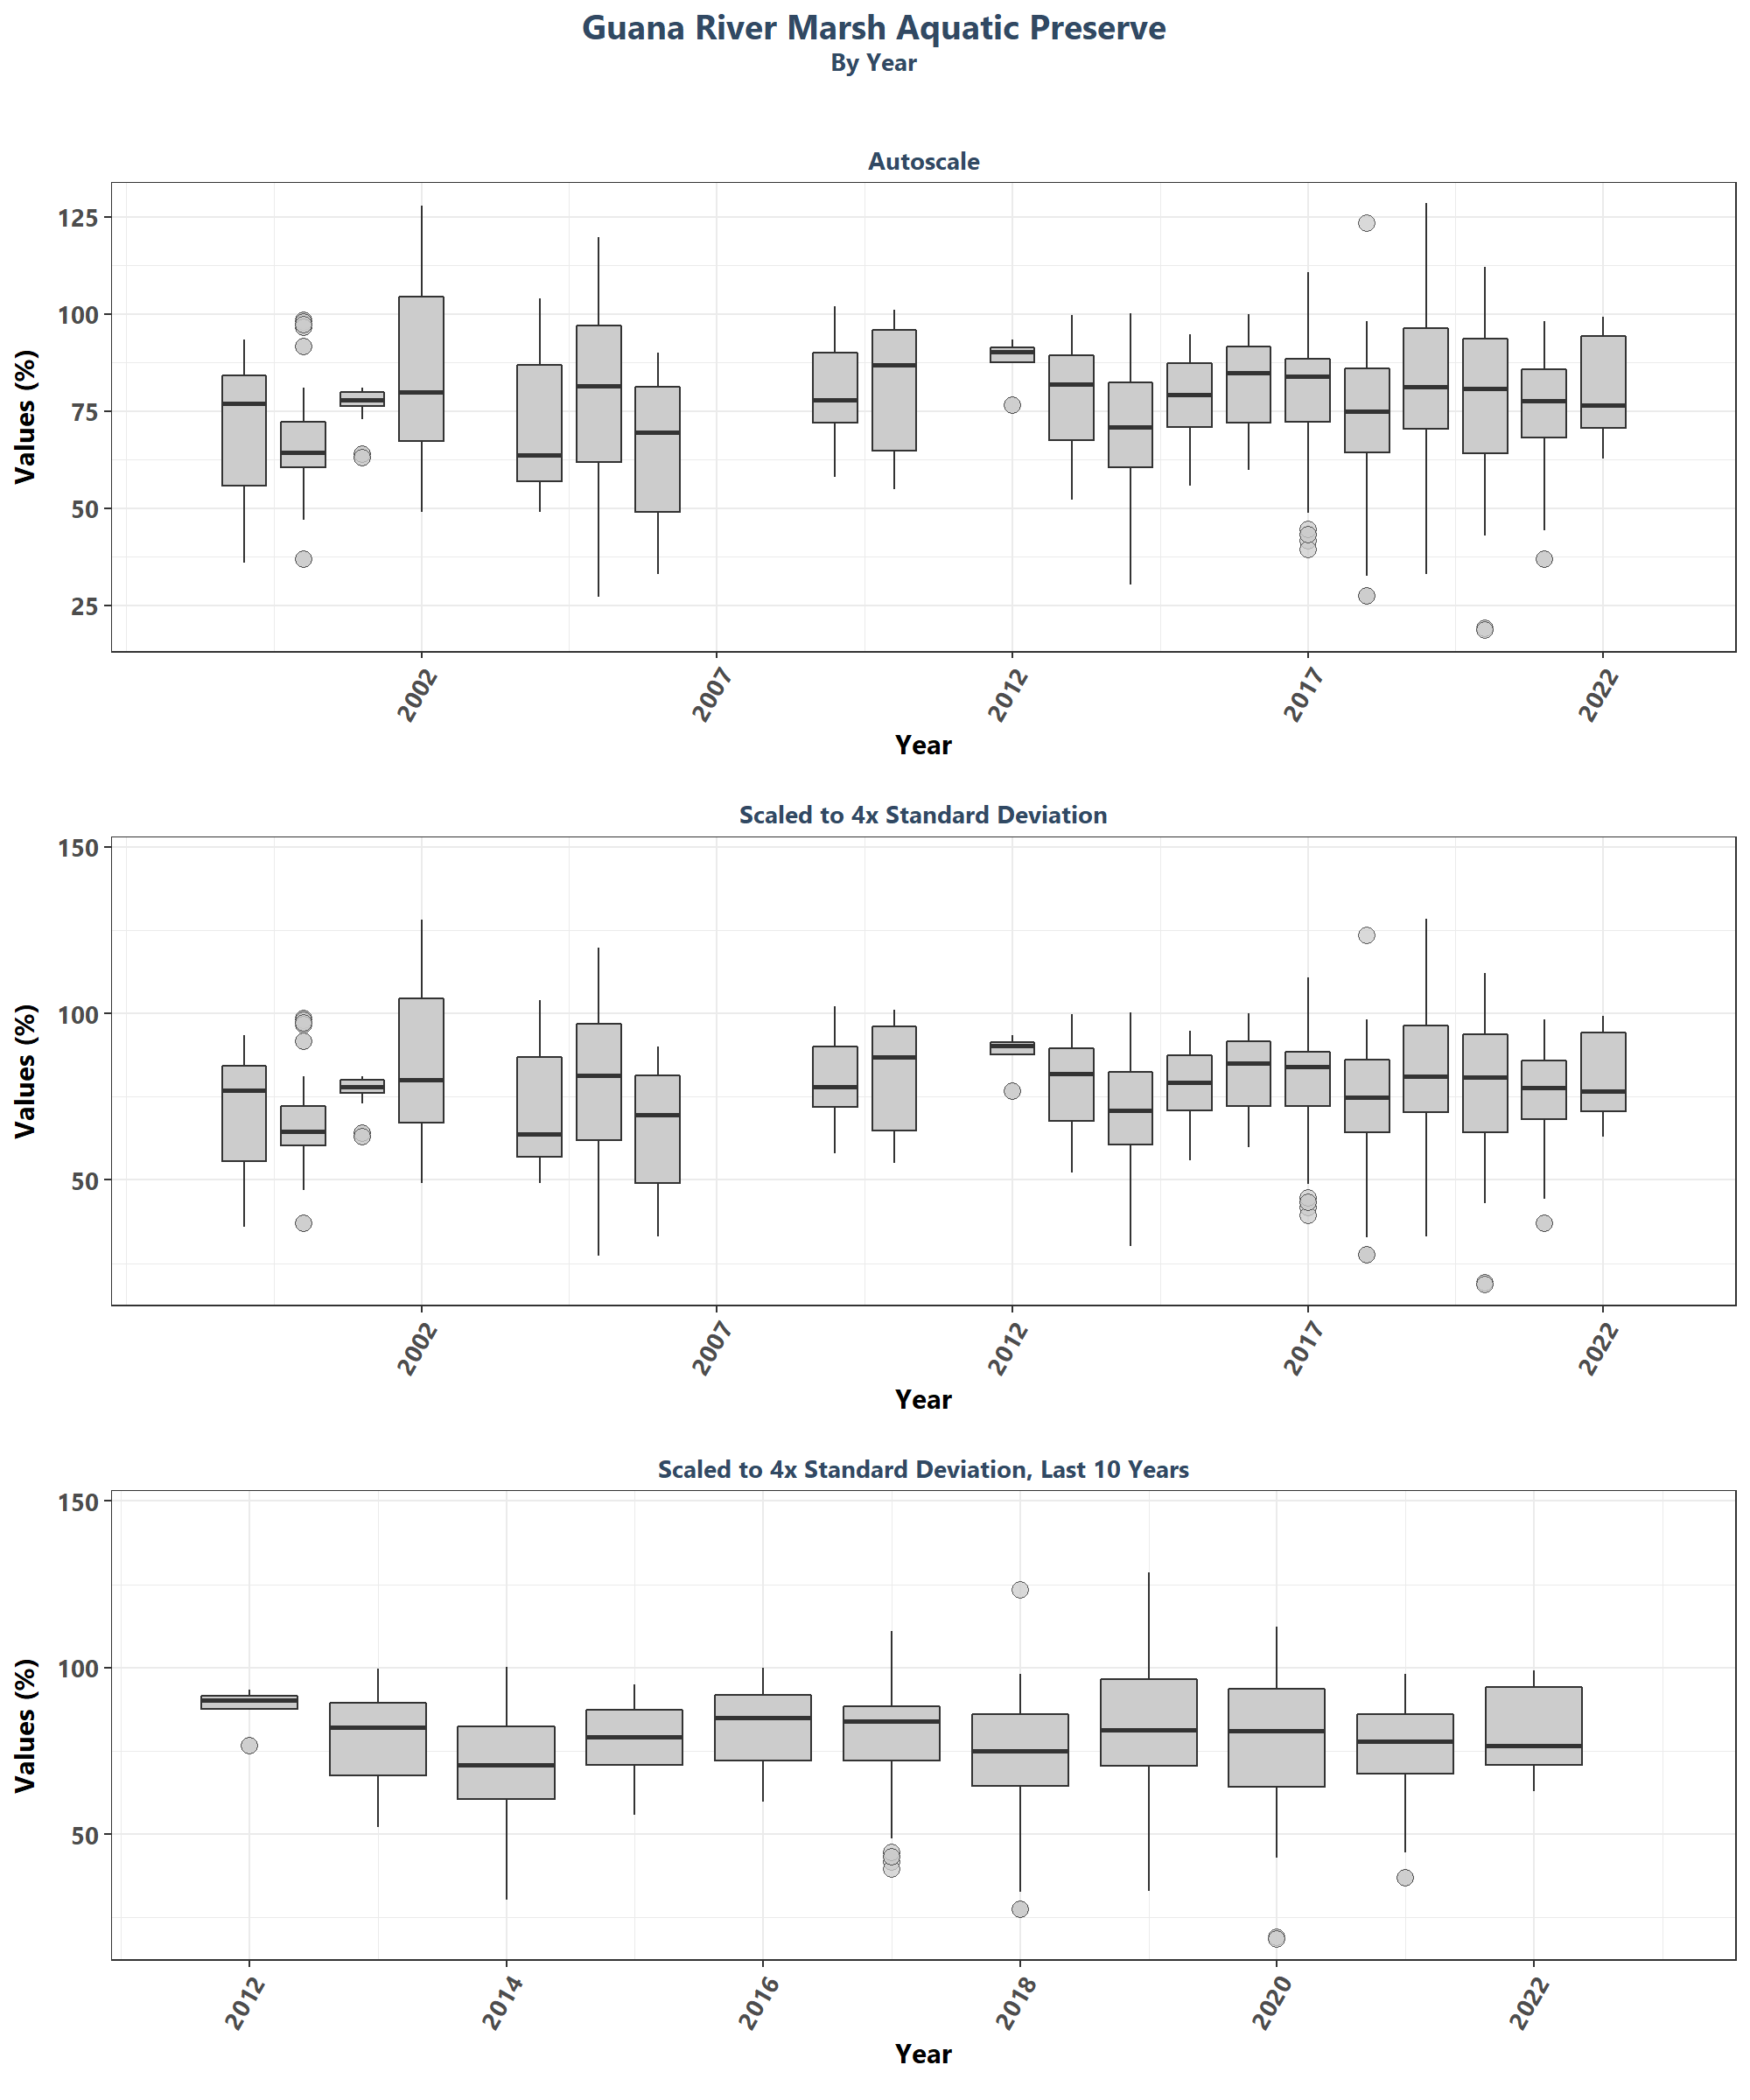 Guana River Marsh Aquatic Preserve
By Year
Autoscale
Values (%)
125
100
75
50
25
2002
2007
2012
2017
2022
Year
Scaled to 4x Standard Deviation
Values (%)
150
100
50
2002
2007
2012
2017
2022
Year
Scaled to 4x Standard Deviation, Last 10 Years
Values (%)
150
100
50
2012
2014
2016
2018
2020
2022
Year